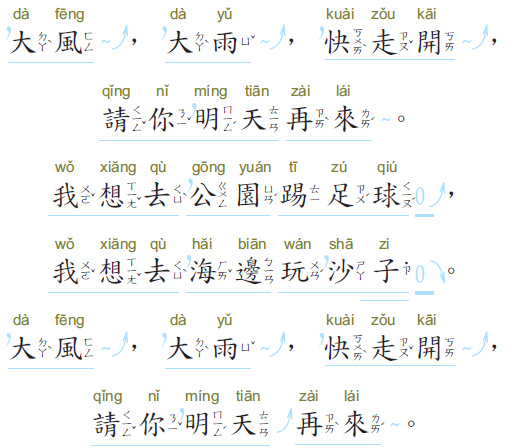 dà fēng dà yǔ kuài zǒu kāi
大風~,大雨~,快走開,
qǐng nǐ míng tiān zài lái
請你明天再來~。
wǒ xiǎng qù gōng yuán tī zú qiú
我想去公園踢足球0,
wǒ xiǎng qù hǎi biān wán shā zi
我想去海邊玩沙子0。
dà fēng dà yǔ kuài zǒu kāi
大風~,大雨~,快走開,
qǐng nǐ míng tiān zài lái
請你明天再來~。